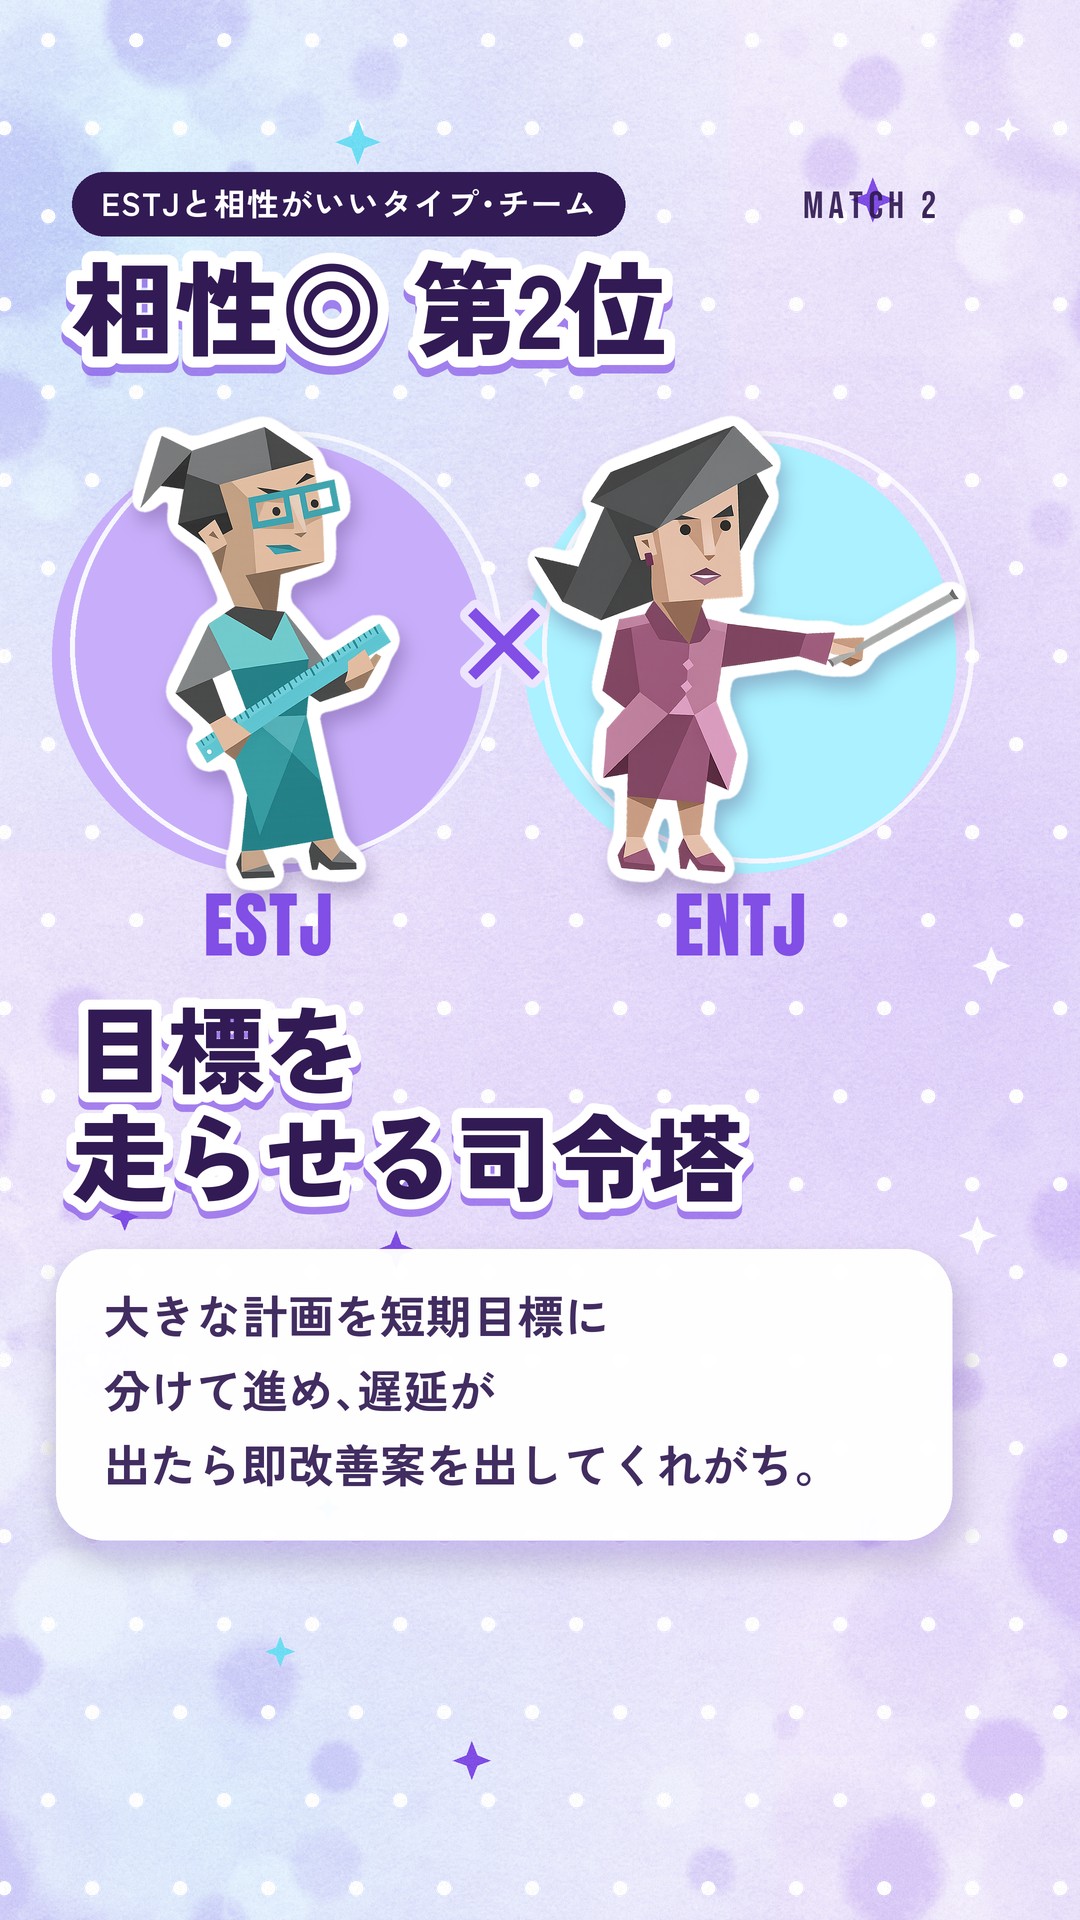 ESTJと相性がいいタイプ・チーム
MATCH 2
相性◎ 第2位
ESTJ
ENTJ
目標を
走らせる司令塔
大きな計画を短期目標に
分けて進め、遅延が
出たら即改善案を出してくれがち。